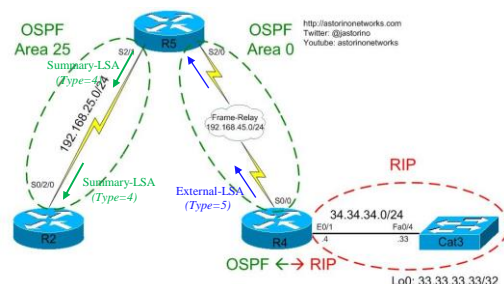 OSPF
Area 25
R5
OSPF
Area 0
http://astorinonetworks.com
Twitter: @jastorino
Youtube: astorinonetworks
S2/
S2/0
Summary-LSA
(Type=4)
192.168.25.0/24
Frame-Relay
192.168.45.0/24
S0/2/0
Summary-LSA
(Type=4)
External-LSA
(Type=5)
S0/0
RIP
34.34.34.0/24
R2
R4
E0/1
.4
Fa0/4
.33
Cat3
OSPF ←→ RIP
Lo0: 33.33.33.33/32